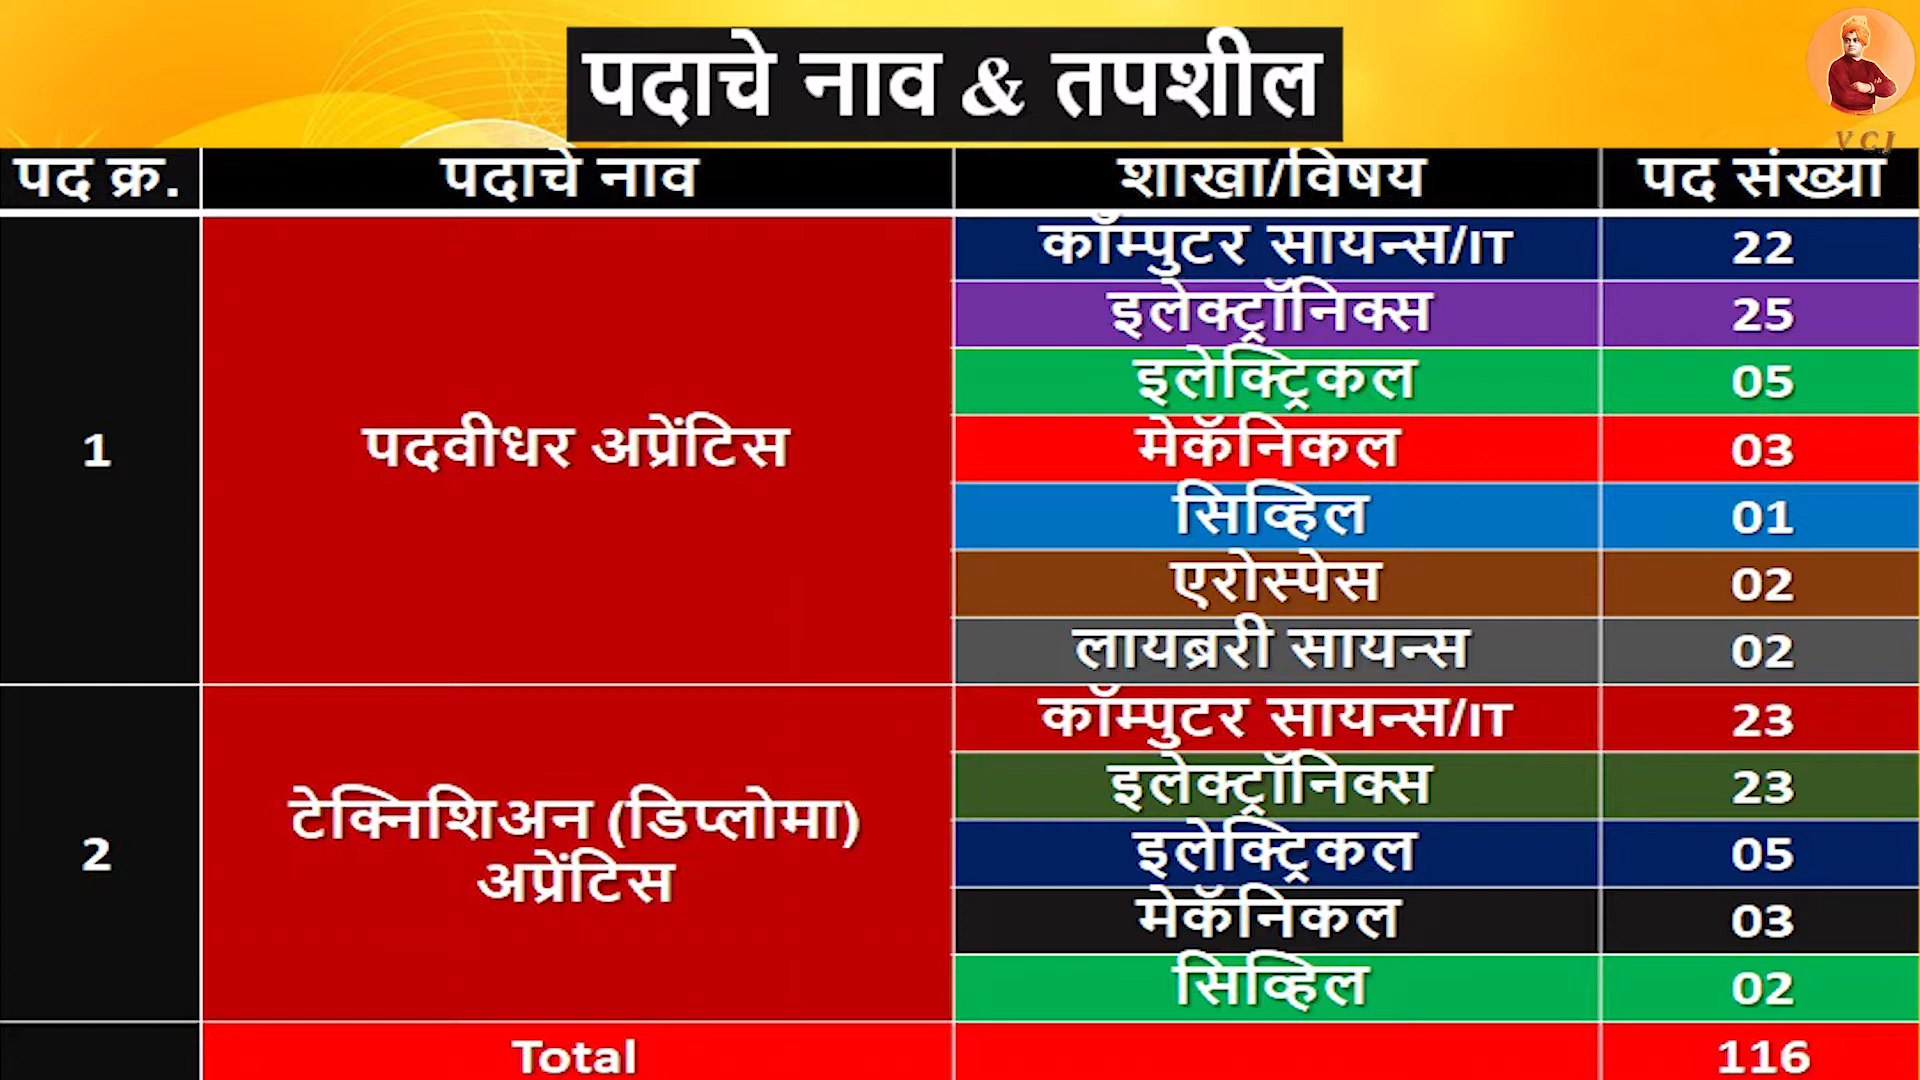 पदाचे नाव & तपशील
V C J
पद क्र. पदाचे नाव शाखा/विषय पद संख्या
1 पदवीधर अप्रेंटिस कॉम्पुटर सायन्स/IT 22
इलेक्ट्रॉनिक्स 25
इलेक्ट्रिकल 05
मेकॅनिकल 03
सिव्हिल 01
एरोस्पेस 02
लायब्ररी सायन्स 02
2 टेक्निशिअन (डिप्लोमा) अप्रेंटिस कॉम्पुटर सायन्स/IT 23
इलेक्ट्रॉनिक्स 23
इलेक्ट्रिकल 05
मेकॅनिकल 03
सिव्हिल 02
Total 116